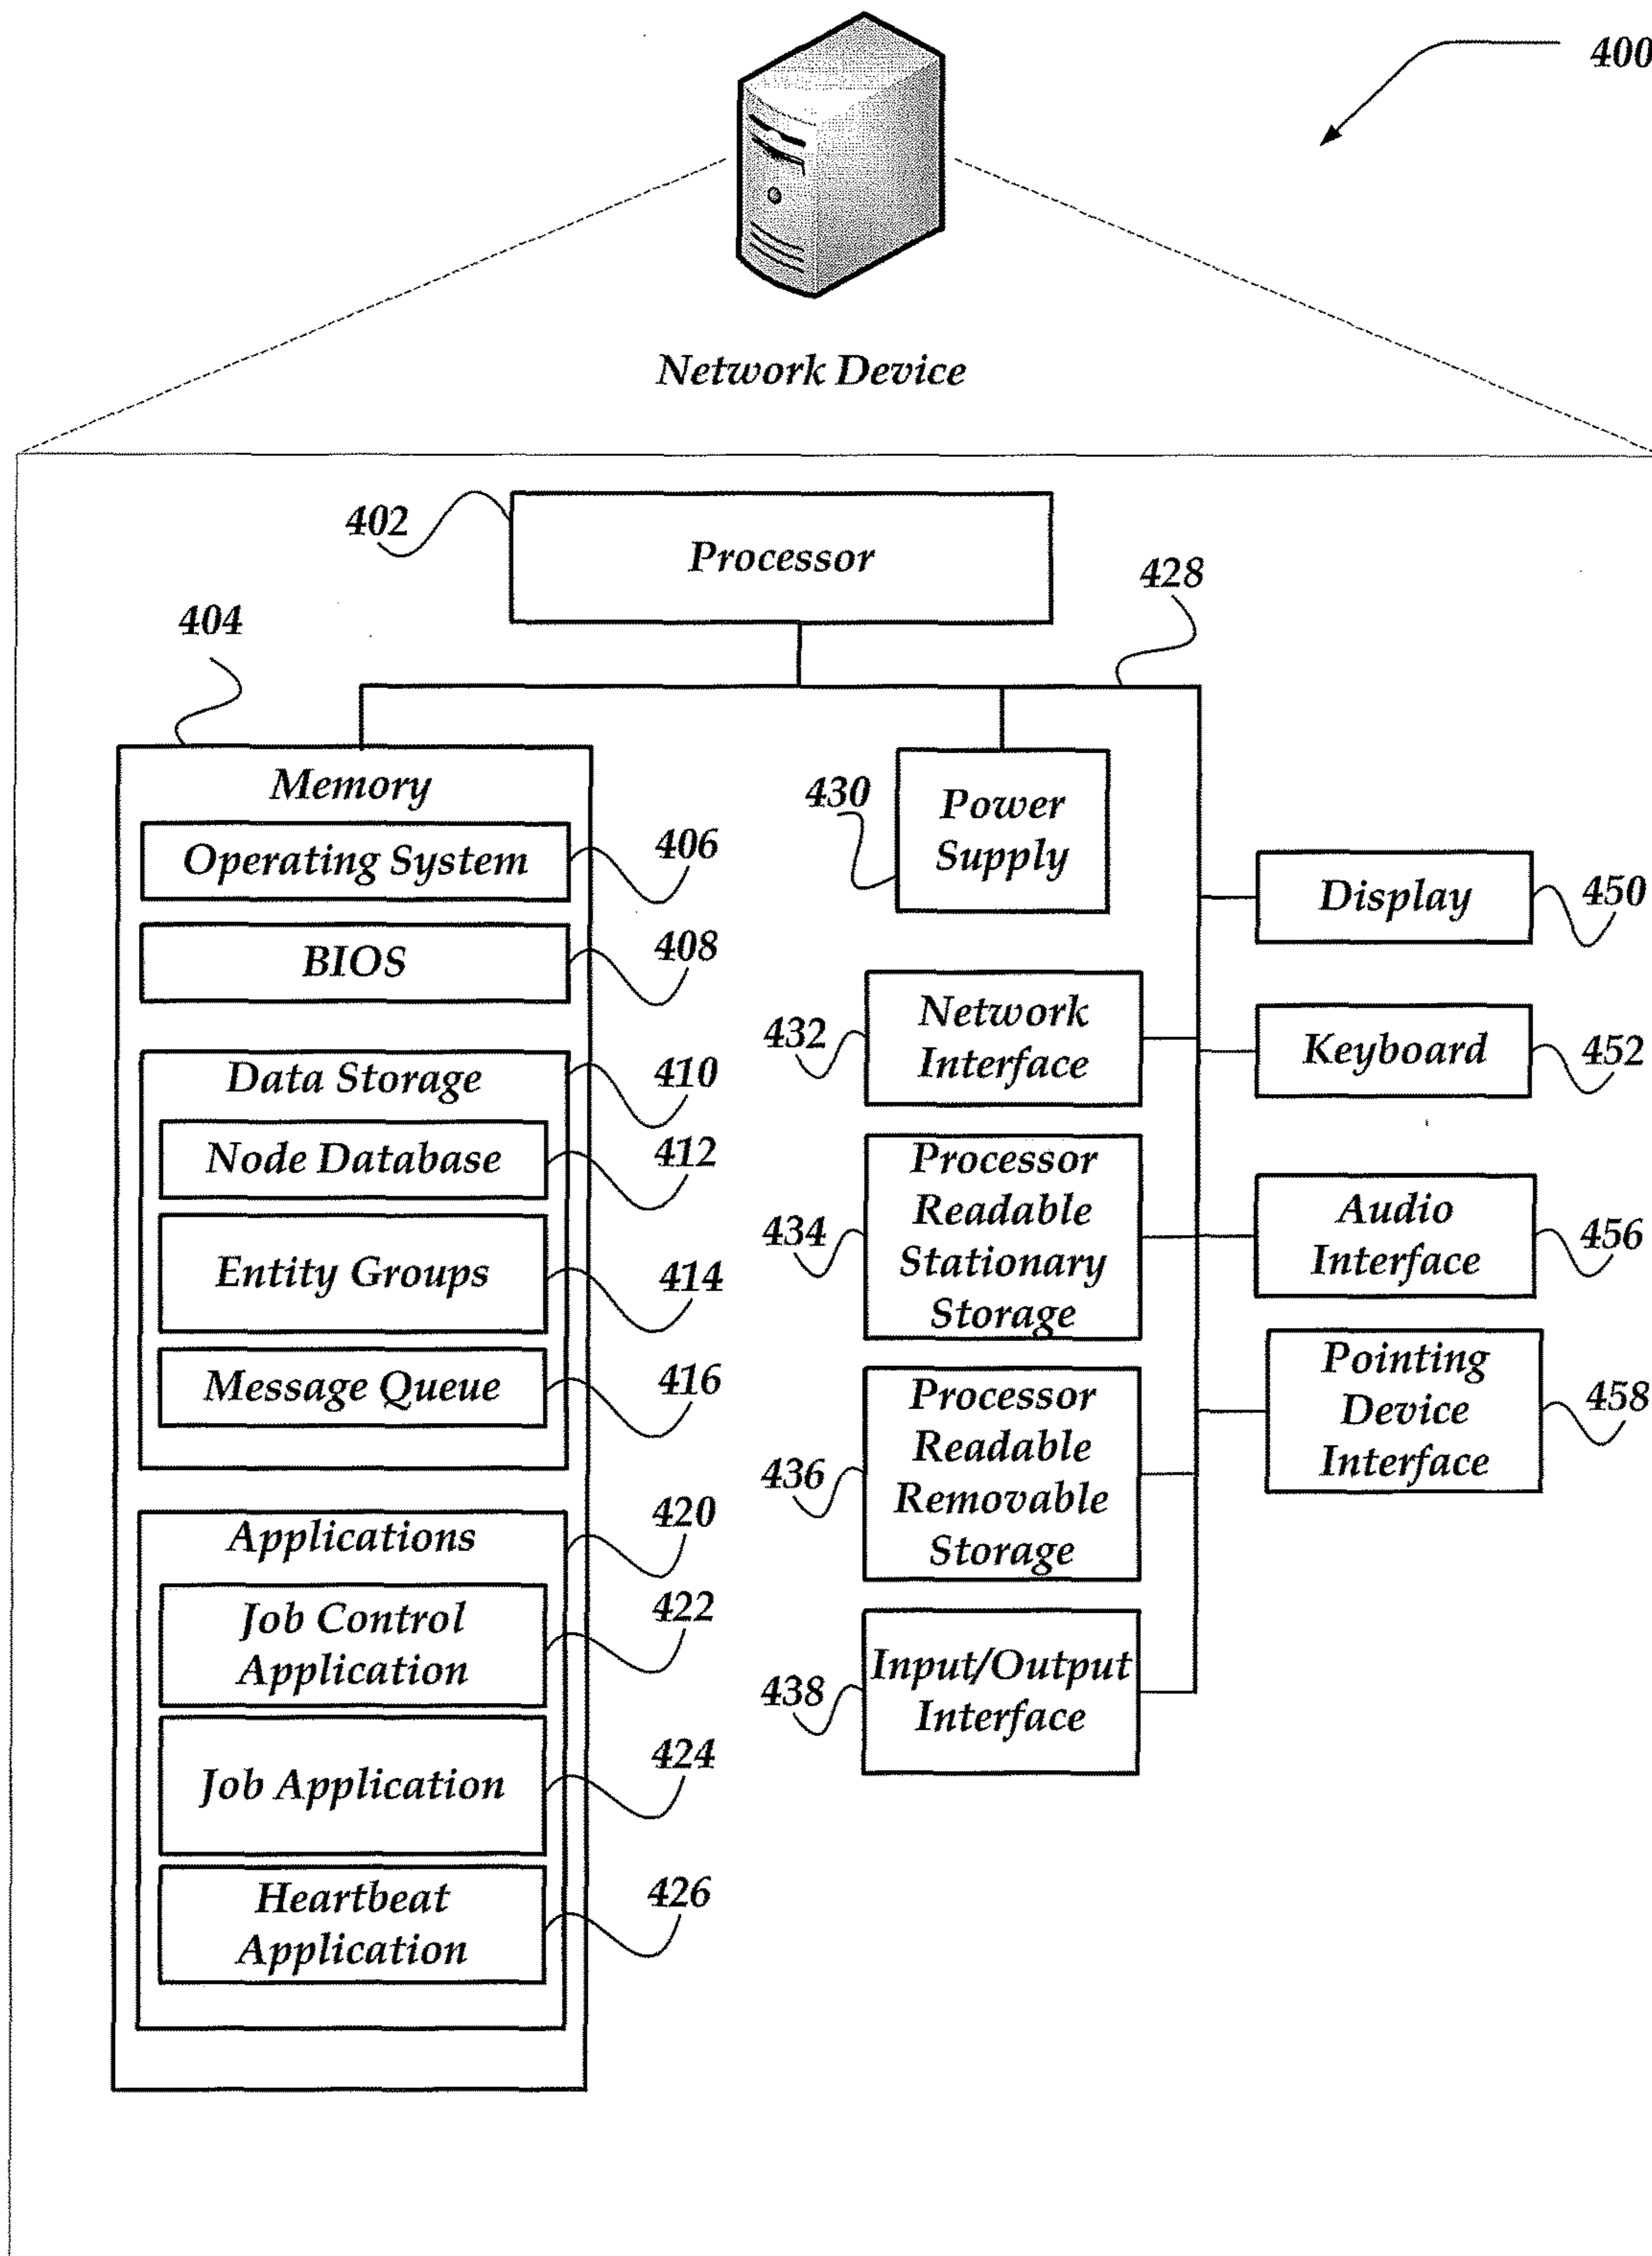 400
Network Device
402
Processor
428
404
Memory
Operating System
406
BIOS
408
Data Storage
410
Node Database
412
Entity Groups
414
Message Queue
416
Applications
420
Job Control
Application
422
Job Application
424
Heartbeat
Application
426
430
Power
Supply
432
Network
Interface
434
Processor
Readable
Stationary
Storage
436
Processor
Readable
Removable
Storage
438
Input/Output
Interface
Display
450
Keyboard
452
Audio
Interface
456
Pointing
Device
Interface
458